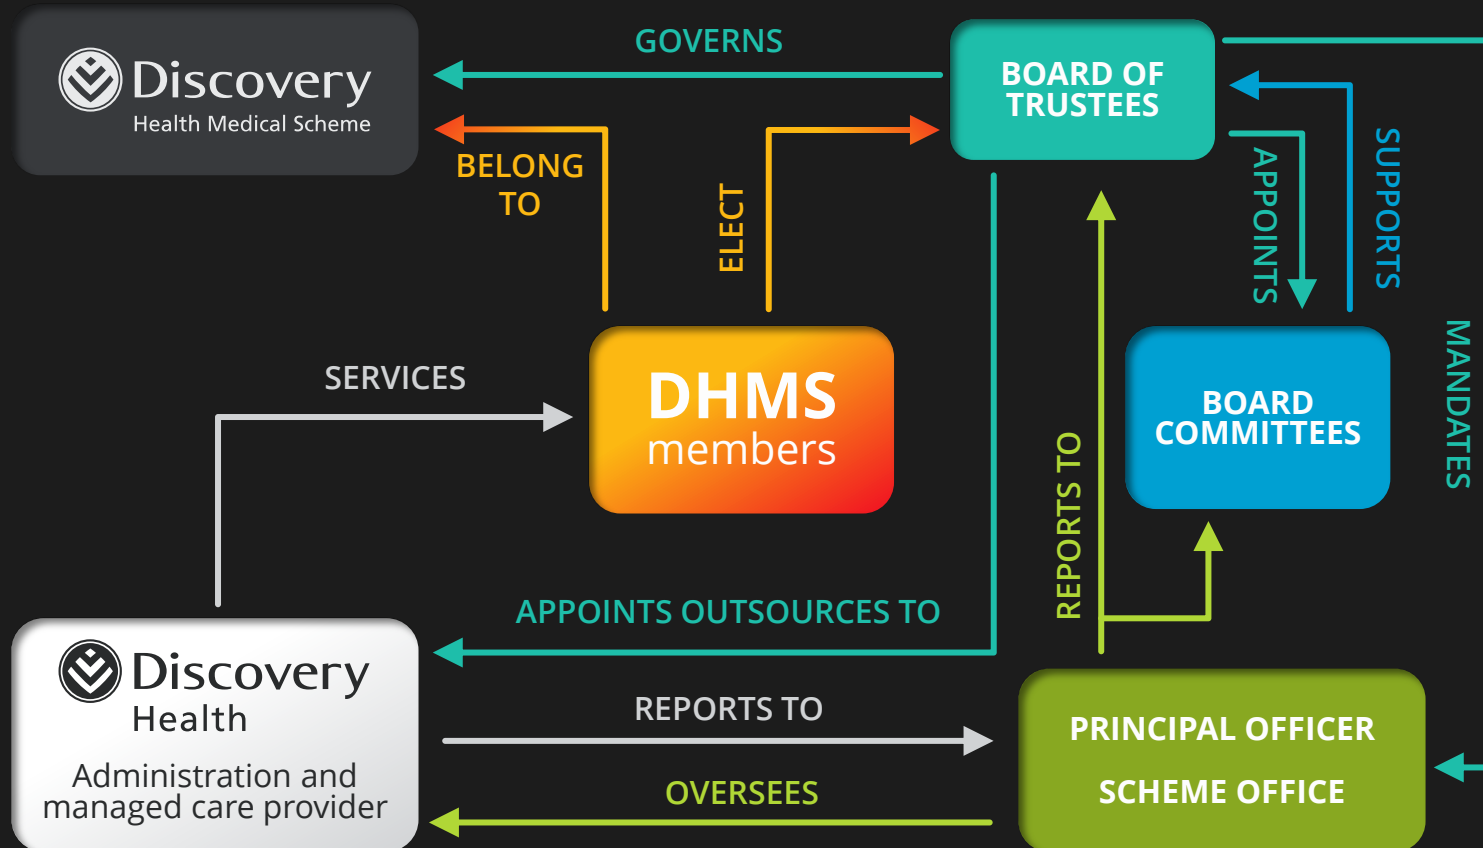 Discovery
Health Medical Scheme
GOVERNS
BOARD OF
TRUSTEES
BELONG
TO
ELECT
APPOINTS
SUPPORTS
MANDATES
SERVICES
DHMS
members
BOARD
COMMITTEES
REPORTS TO
APPOINTS OUTSOURCES TO
Discovery
Health
Administration and
managed care provider
REPORTS TO
OVERSEES
PRINCIPAL OFFICER
SCHEME OFFICE